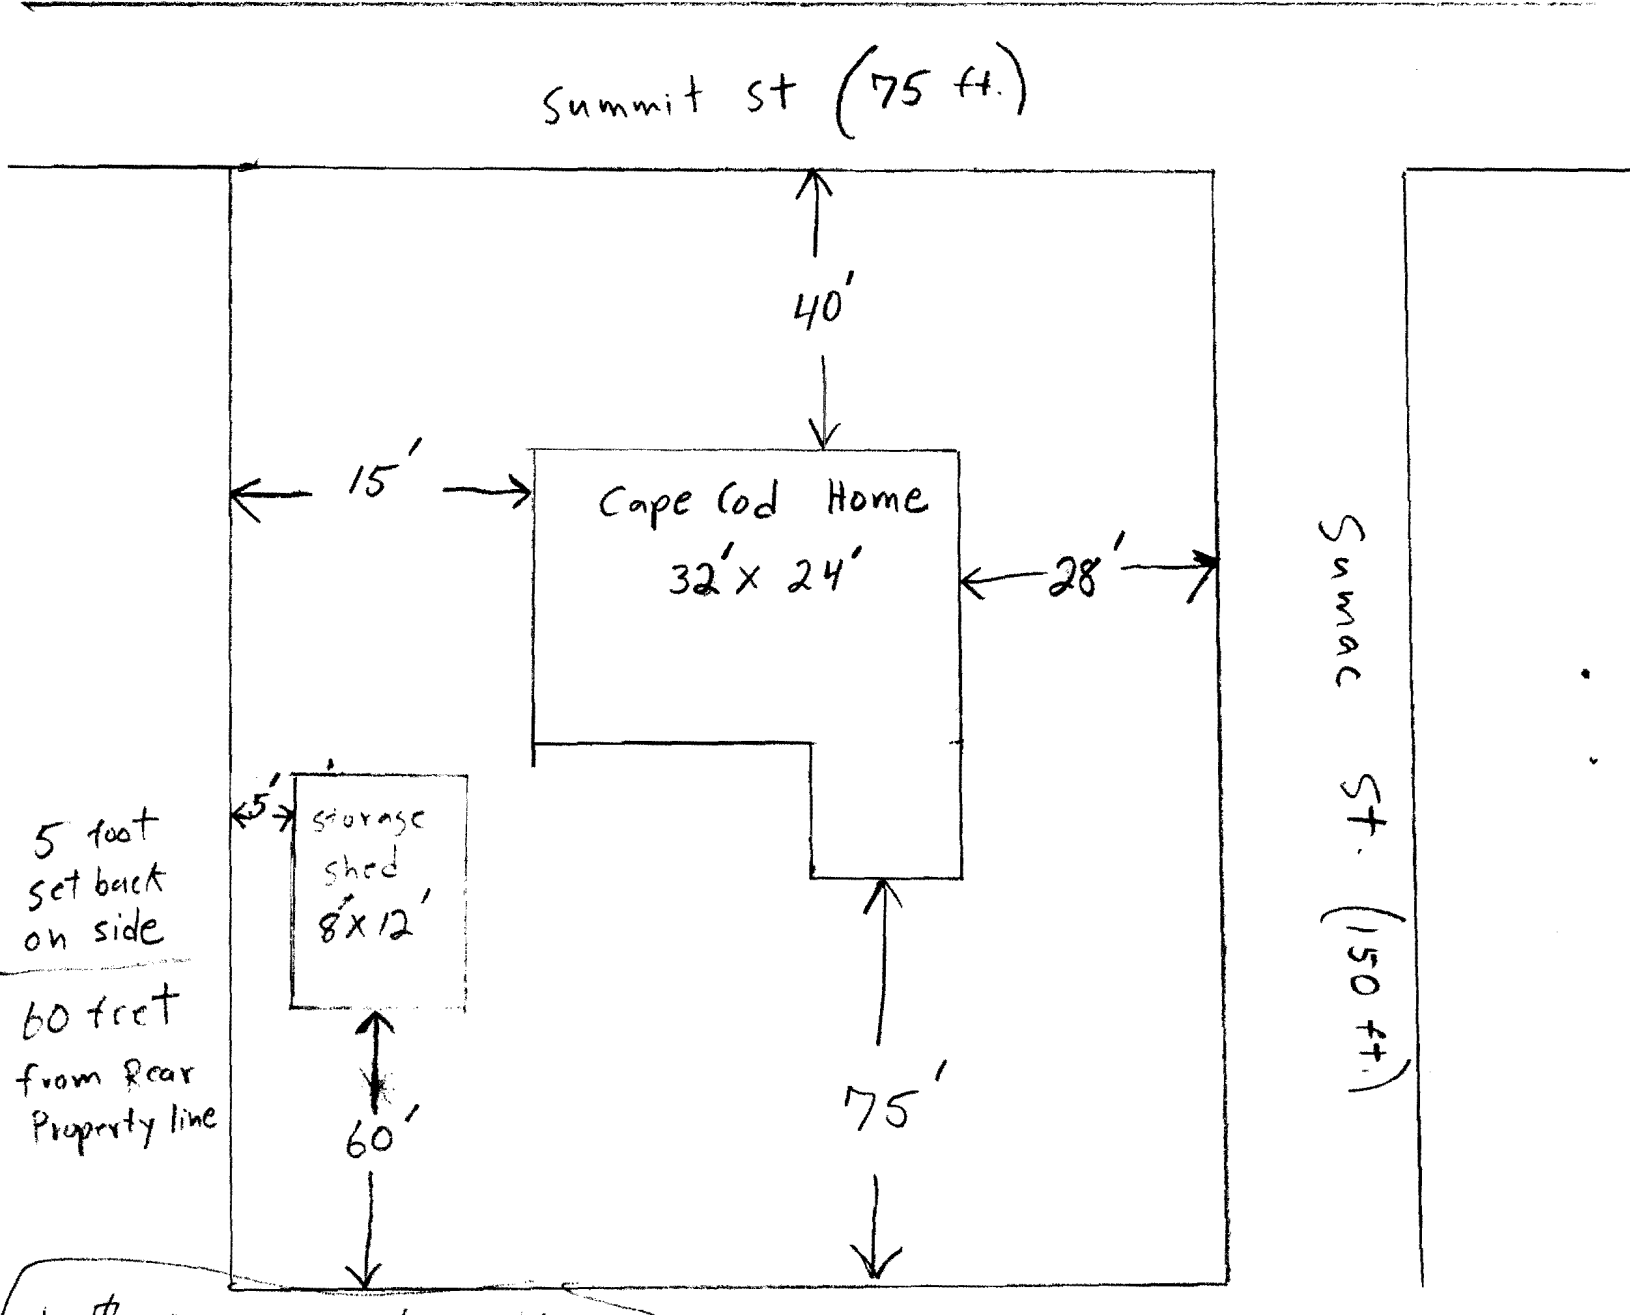 Summit St (75 ft.)
40'
15'
Cape Cod Home
32' x 24'
28'
Sumac St. (150 ft.)
5'
storage
shed
8' x 12'
5 foot
set back
on side
60 feet
from Rear
Property line
60'
75'